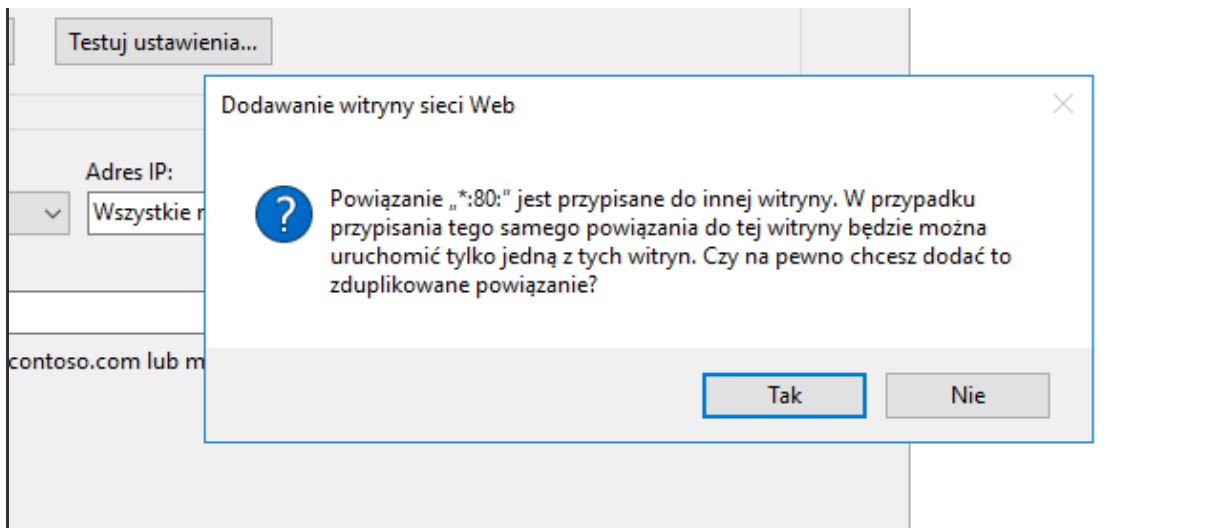 Testuj ustawienia...
Dodawanie witryny sieci Web
Adres IP:
Wszystkie
Powiązanie „*:80:” jest przypisane do innej witryny. W przypadku
przypisania tego samego powiązania do tej witryny będzie można
uruchomić tylko jedną z tych witryn. Czy na pewno chcesz dodać to
zduplikowane powiązanie?
contoso.com lub m
Tak
Nie